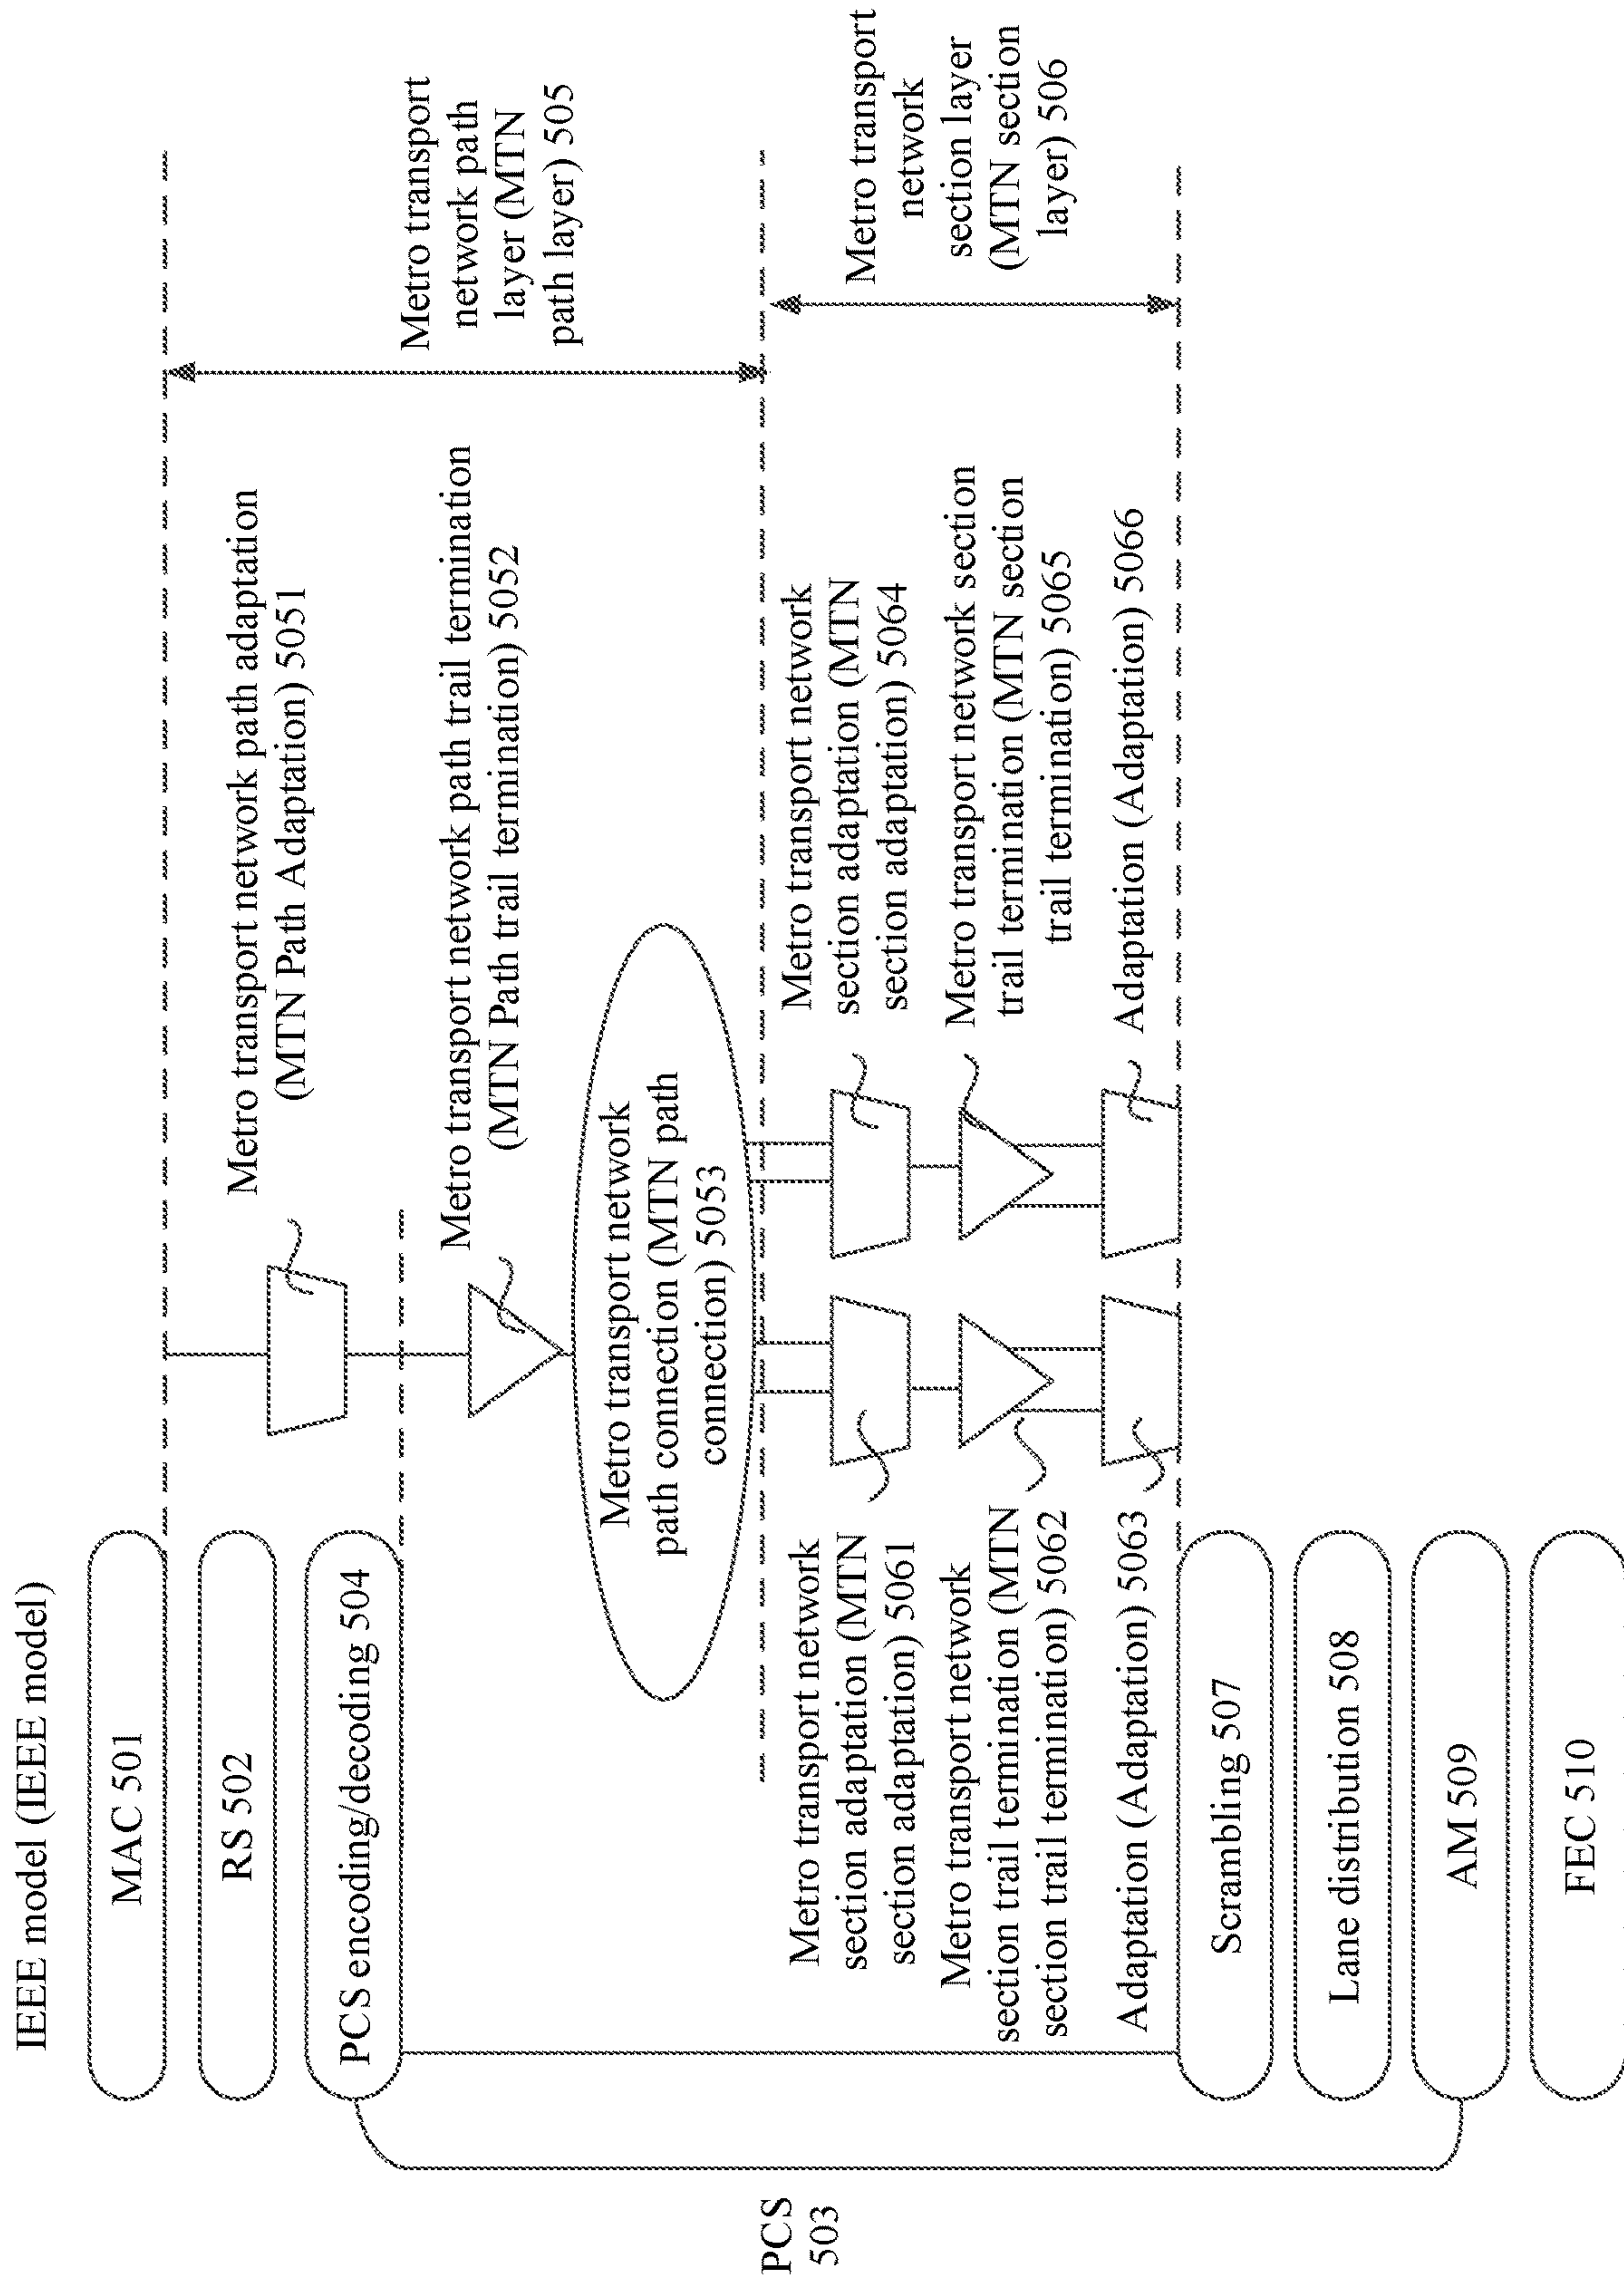 IEEE model (IEEE model)
MAC 501
RS 502
PCS encoding/decoding 504
PCS
503
Metro transport network path adaptation
(MTN Path Adaptation) 5051
Metro transport network path trail termination
(MTN Path trail termination) 5052
Metro transport network
path connection (MTN path
connection) 5053
Metro transport
network path
layer (MTN
path layer) 505
Metro transport network
section adaptation (MTN
section adaptation) 5061
Metro transport network
section trail termination (MTN
section trail termination) 5062
Adaptation (Adaptation) 5063
Metro transport network
section adaptation (MTN
section adaptation) 5064
Metro transport network section
trail termination (MTN section
trail termination) 5065
Adaptation (Adaptation) 5066
Metro transport
network
section layer
(MTN section
layer) 506
Scrambling 507
Lane distribution 508
AM 509
FEC 510